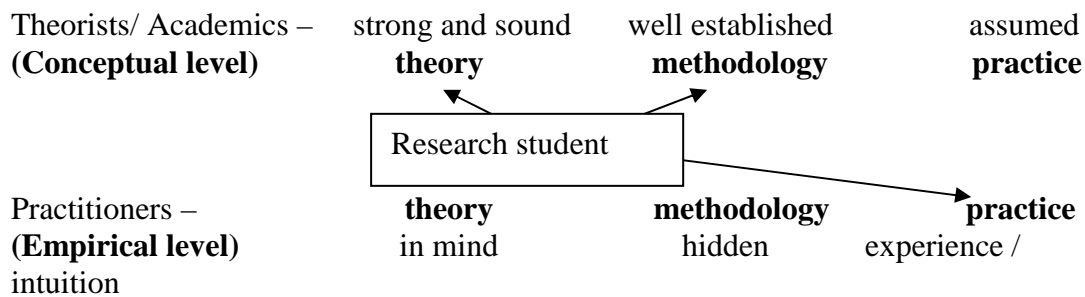 Theorists/ Academics – strong and sound well established assumed
(Conceptual level) theory methodology practice
Research student
Practitioners – theory methodology practice
(Empirical level) in mind hidden experience /
intuition